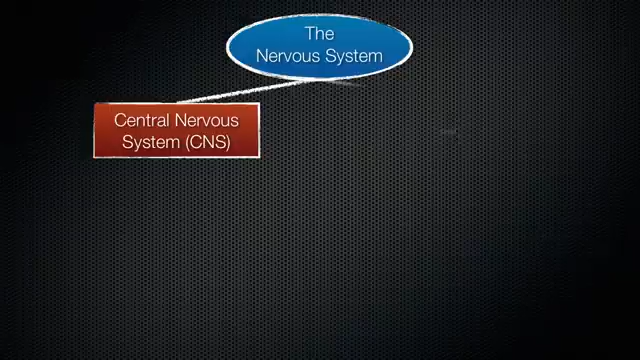 The
Nervous System
Central Nervous
System (CNS)